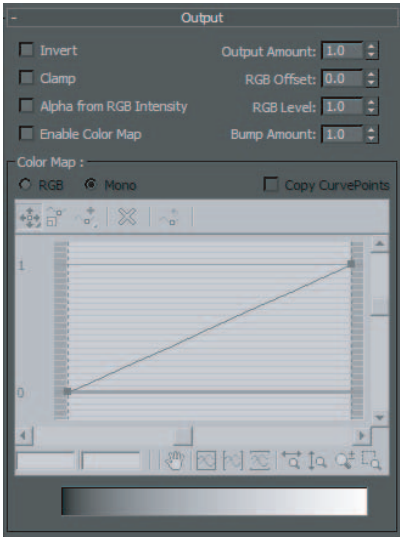 - Output
Invert Output Amount: 1.0
Clamp RGB Offset: 0.0
Alpha from RGB Intensity RGB Level: 1.0
Enable Color Map Bump Amount: 1.0
Color Map :
RGB Mono Copy CurvePoints
1
0